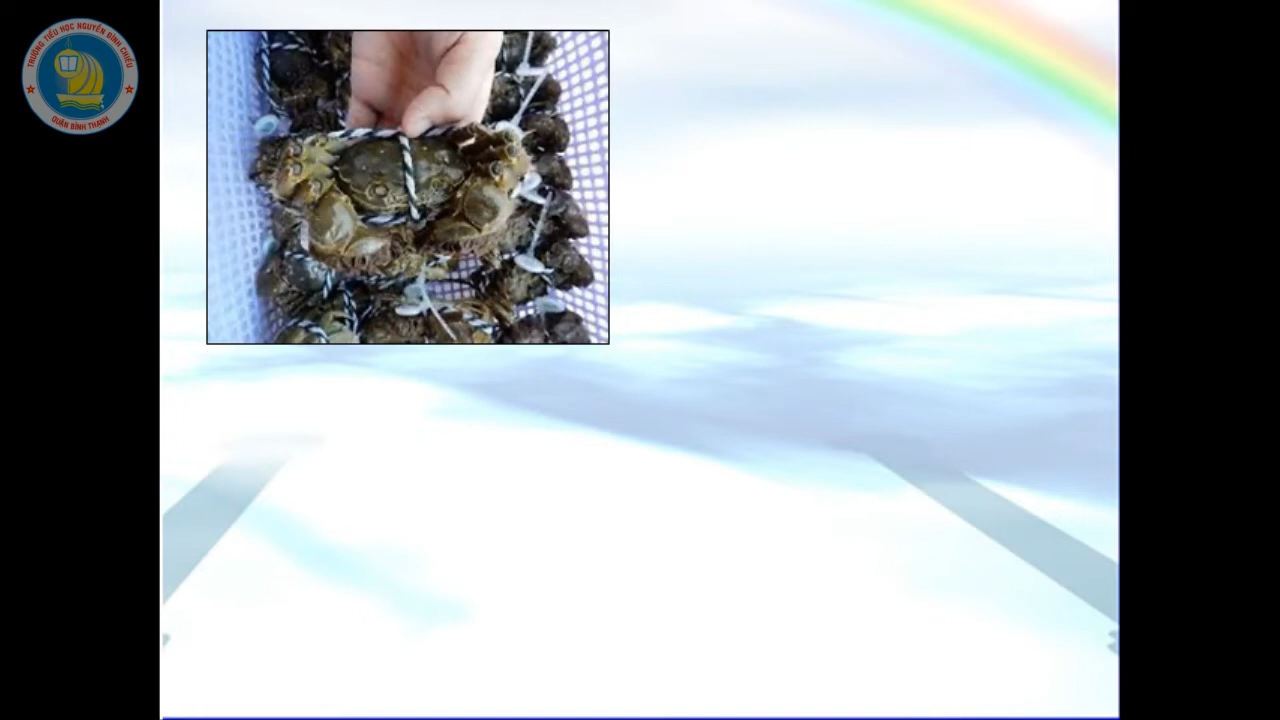 TRƯỜNG TIỂU HỌC NGUYỄN ĐÌNH CHIỂU
QUẬN BÌNH THẠNH